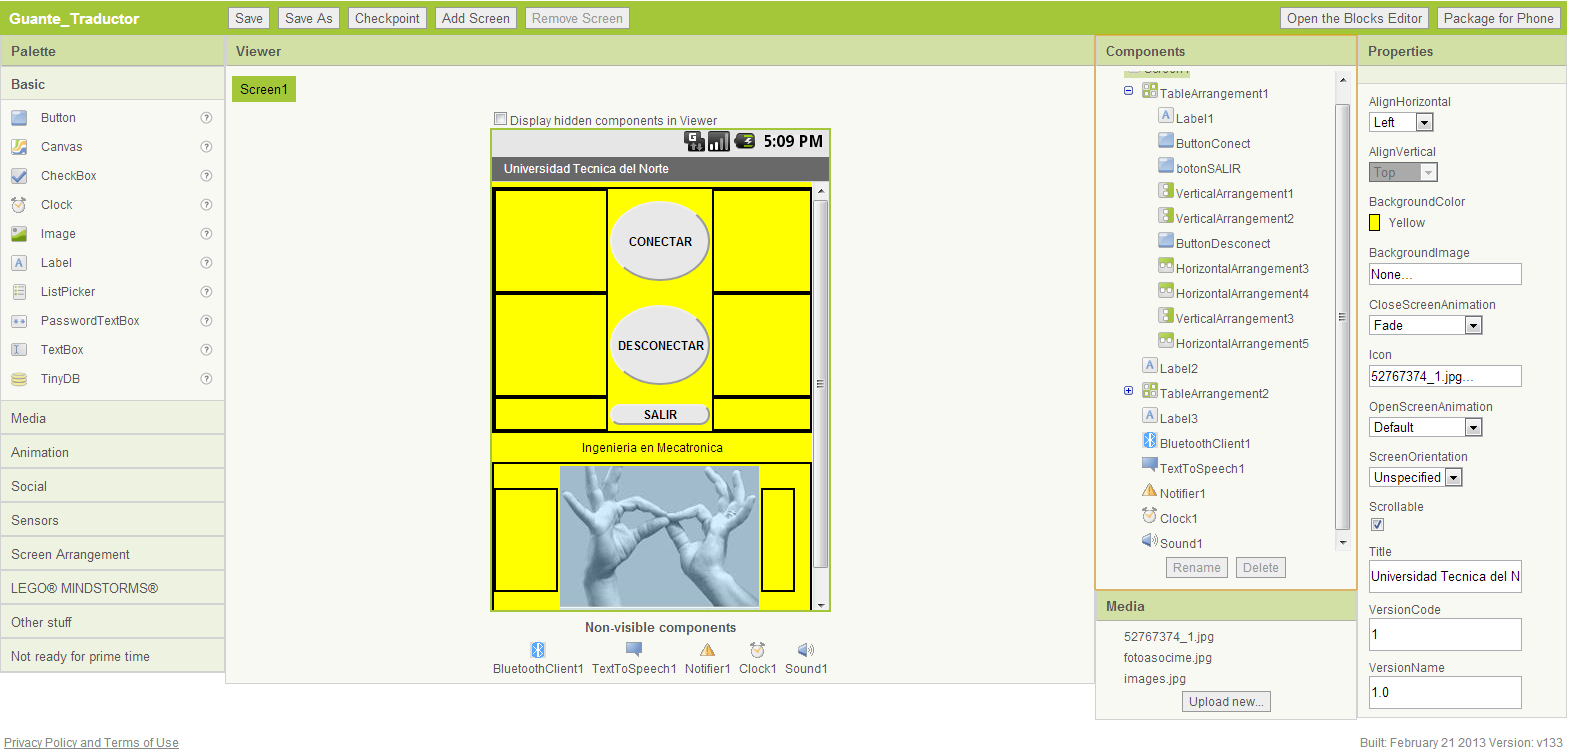 Guante_Traductor Save Save As Checkpoint Add Screen Remove Screen Open the Blocks Editor Package for Phone
Palette
Basic
Button ?
Canvas ?
CheckBox ?
Clock ?
Image ?
A Label ?
ListPicker ?
PasswordTextBox ?
TextBox ?
TinyDB ?
Media
Animation
Social
Sensors
Screen Arrangement
LEGO® MINDSTORMS®
Other stuff
Not ready for prime time
Viewer
Screen1
Display hidden components in Viewer
G 5:09 PM
Universidad Tecnica del Norte
CONECTAR
DESCONECTAR
SALIR
Ingenieria en Mecatronica
Non-visible components
BluetoothClient1 TextToSpeech1 Notifier1 Clock1 Sound1
Components
Screen1
TableArrangement1
A Label1
ButtonConect
botonSALIR
VerticalArrangement1
VerticalArrangement2
ButtonDesconect
HorizontalArrangement3
HorizontalArrangement4
VerticalArrangement3
HorizontalArrangement5
A Label2
TableArrangement2
A Label3
BluetoothClient1
TextToSpeech1
Notifier1
Clock1
Sound1
Rename Delete
Media
52767374_1.jpg
fotoasocime.jpg
images.jpg
Upload new...
Properties
AlignHorizontal
Left
AlignVertical
Top
BackgroundColor
Yellow
BackgroundImage
None...
CloseScreenAnimation
Fade
Icon
52767374_1.jpg...
OpenScreenAnimation
Default
ScreenOrientation
Unspecified
Scrollable
Title
Universidad Tecnica del N
VersionCode
1
VersionName
1.0
Privacy Policy and Terms of Use
Built: February 21 2013 Version: v133